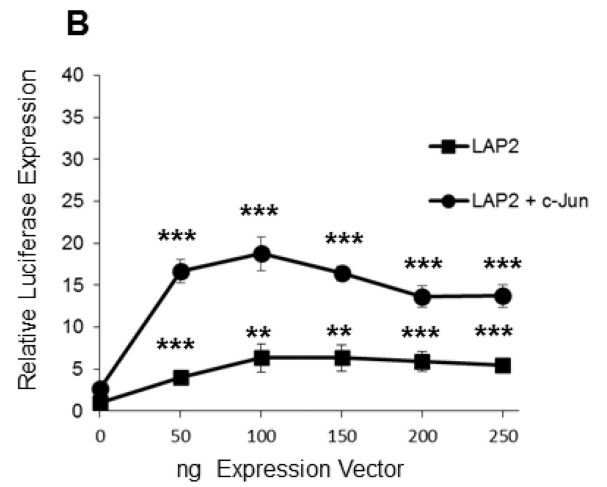 B
Relative Luciferase Expression
40
35
30
25
20
15
10
5
0
LAP2
LAP2 + c-Jun
*** *** *** *** ***
*** ** ** *** ***
0 50 100 150 200 250
ng Expression Vector